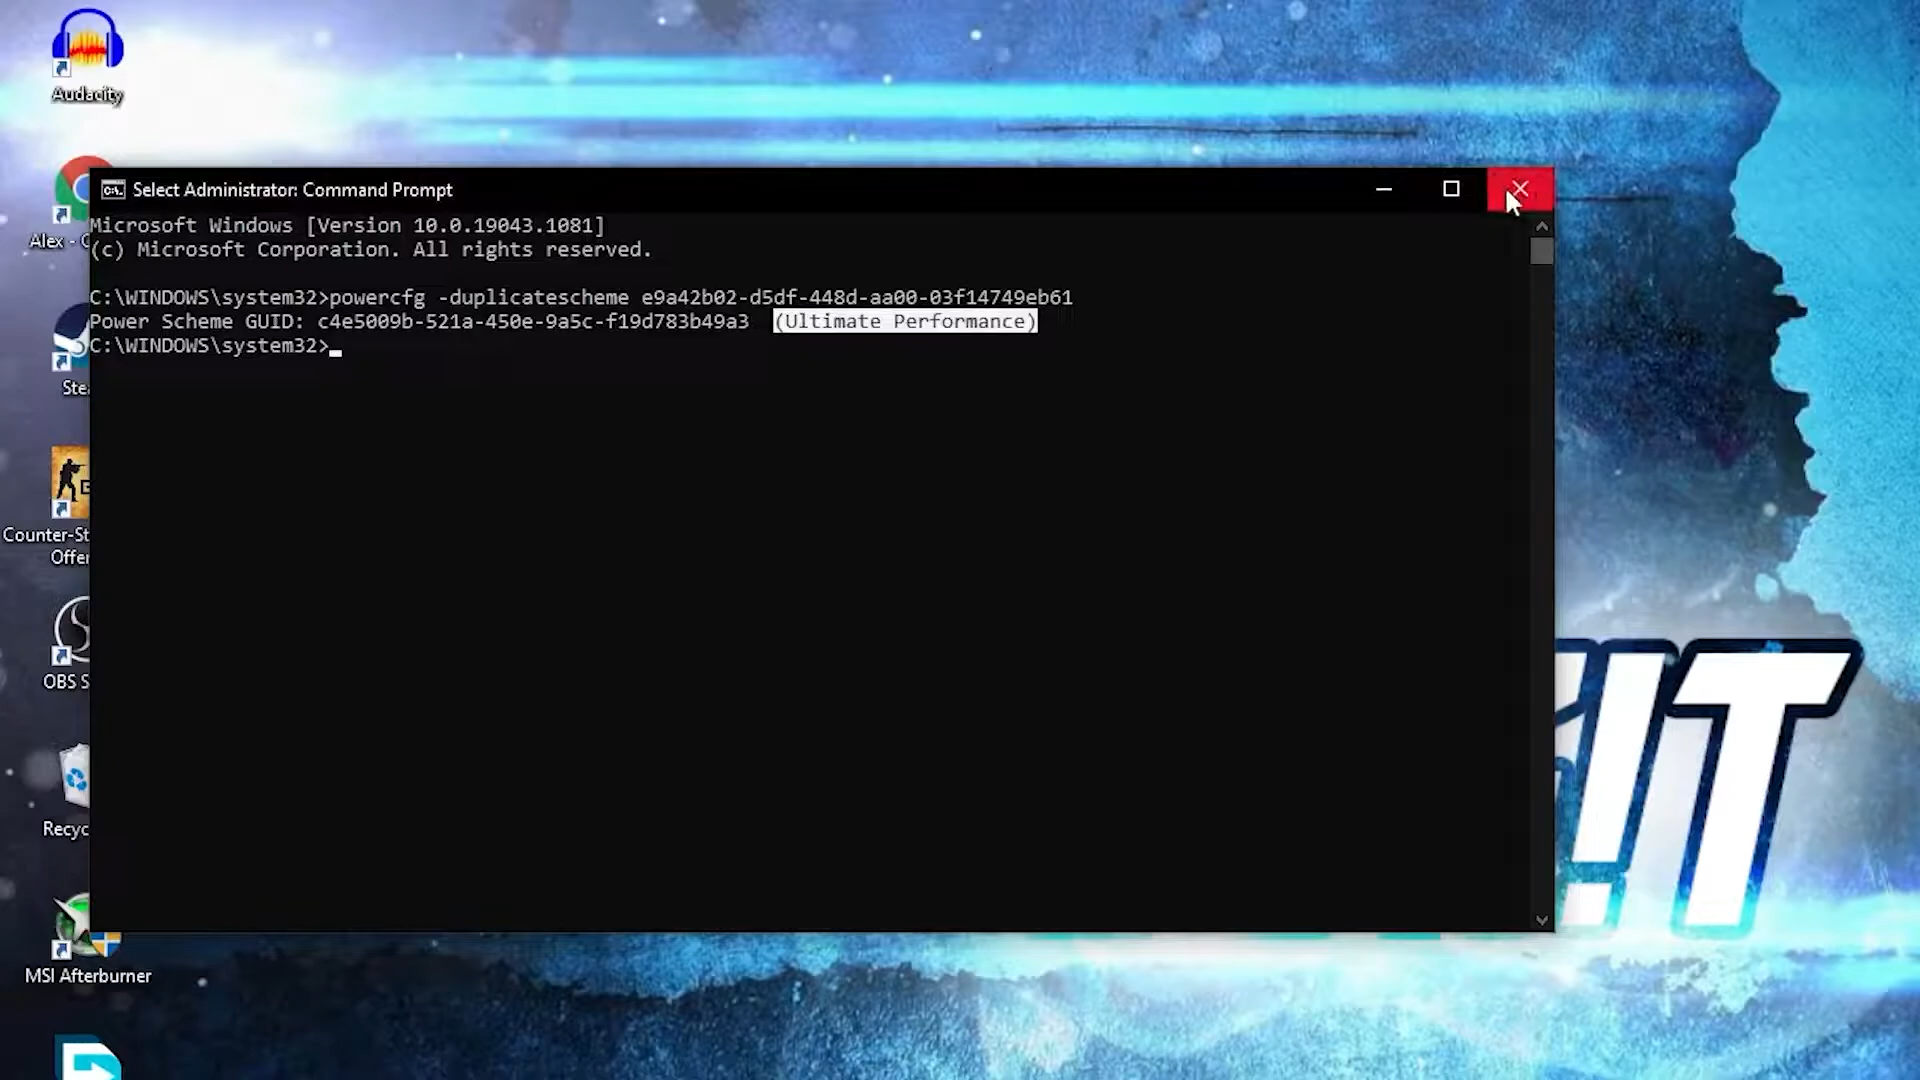 Audacity
Select Administrator: Command Prompt
Microsoft Windows [Version 10.0.19043.1081]
(c) Microsoft Corporation. All rights reserved.
C:\WINDOWS\system32>powercfg -duplicatescheme e9a42b02-d5df-448d-aa00-03f14749eb61
Power Scheme GUID: c4e5009b-521a-450e-9a5c-f19d783b49a3  (Ultimate Performance)
C:\WINDOWS\system32>
Alex -
Ste
Counter-St
Offe
OBS S
Recyc
MSI Afterburner
!T